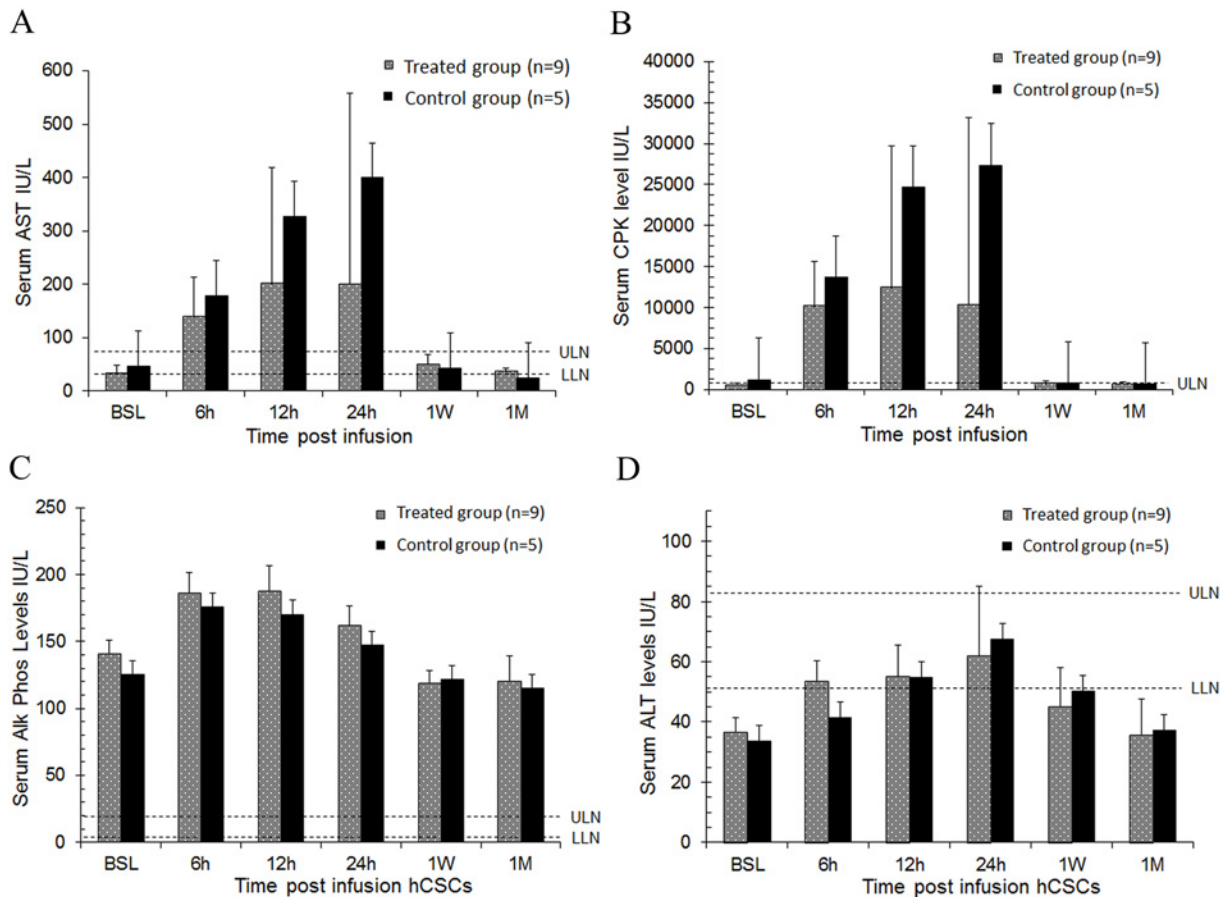 A
Serum AST IU/L
600
500
400
300
200
100
0
Treated group (n=9)
Control group (n=5)
ULN
LLN
BSL 6h 12h 24h 1W 1M
Time post infusion
B
Serum CPK level IU/L
40000
35000
30000
25000
20000
15000
10000
5000
0
Treated group (n=9)
Control group (n=5)
ULN
BSL 6h 12h 24h 1W 1M
Time post infusion
C
Serum Alk Phos Levels IU/L
250
200
150
100
50
0
Treated group (n=9)
Control group (n=5)
ULN
LLN
BSL 6h 12h 24h 1W 1M
Time post infusion hCSCs
D
Serum ALT levels IU/L
100
80
60
40
20
0
Treated group (n=9)
Control group (n=5)
ULN
LLN
BSL 6h 12h 24h 1W 1M
Time post infusion hCSCs